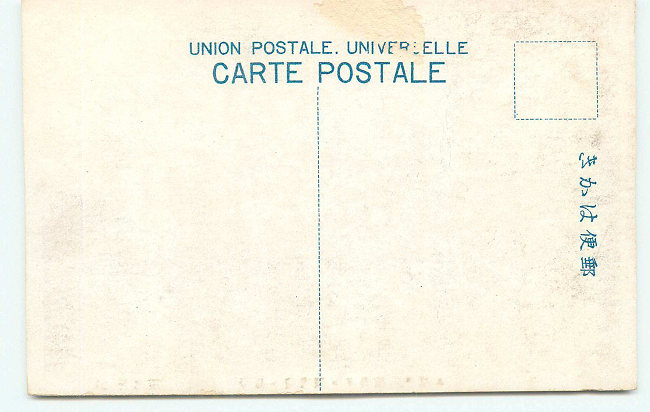 UNION POSTALE. UNIVERSELLE
CARTE POSTALE
郵便はかき